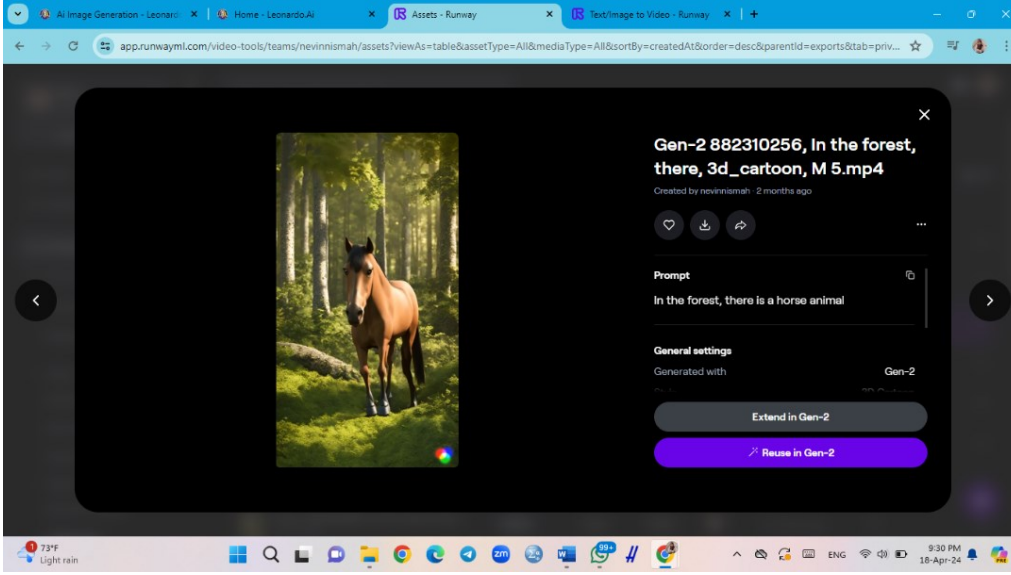 Ai Image Generation - Leonard
Home - Leonardo.Ai
Assets - Runway
Text/Image to Video - Runway
app.runwayml.com/video-tools/teams/nevinnismah/assets?viewAs=table&assetType=All&mediaType=All&sortBy=createdAt&order=desc&parentId=exports&tab=priv...
Gen-2 882310256, In the forest,
there, 3d_cartoon, M 5.mp4
Created by nevinnismah · 2 months ago
Prompt
In the forest, there is a horse animal
General settings
Generated with Gen-2
Extend in Gen-2
Reuse in Gen-2
1
73°F
Light rain
zm
W
99+
ENG
9:30 PM
18-Apr-24
PRE